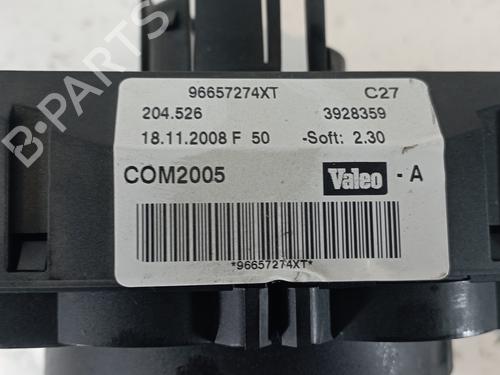 96657274XT C27
204.526 3928359
18.11.2008 F 50 -Soft: 2.30
COM2005 Valeo - A
*96657274XT*
B-PARTS